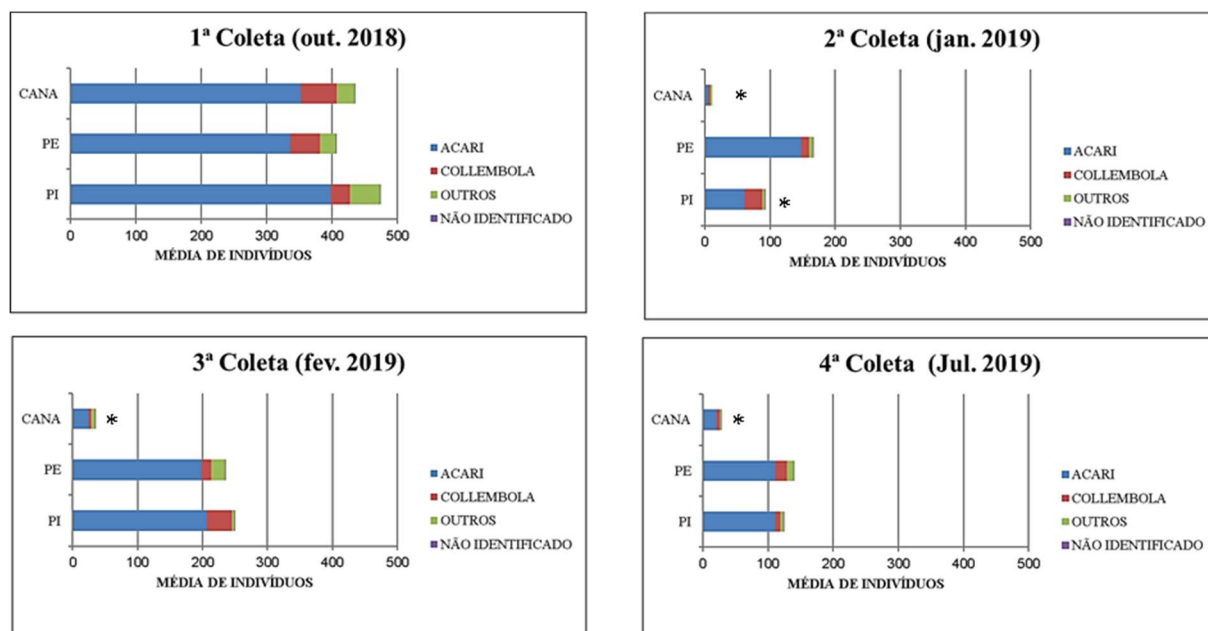 1ª Coleta (out. 2018)
CANA
PE
PI
0 100 200 300 400 500
MÉDIA DE INDIVÍDUOS
ACARI
COLLEMBOLA
OUTROS
NÃO IDENTIFICADO
2ª Coleta (jan. 2019)
CANA *
PE
PI *
0 100 200 300 400 500
MÉDIA DE INDIVÍDUOS
ACARI
COLLEMBOLA
OUTROS
NÃO IDENTIFICADO
3ª Coleta (fev. 2019)
CANA *
PE
PI
0 100 200 300 400 500
MÉDIA DE INDIVÍDUOS
ACARI
COLLEMBOLA
OUTROS
NÃO IDENTIFICADO
4ª Coleta (Jul. 2019)
CANA *
PE
PI
0 100 200 300 400 500
MÉDIA DE INDIVÍDUOS
ACARI
COLLEMBOLA
OUTROS
NÃO IDENTIFICADO